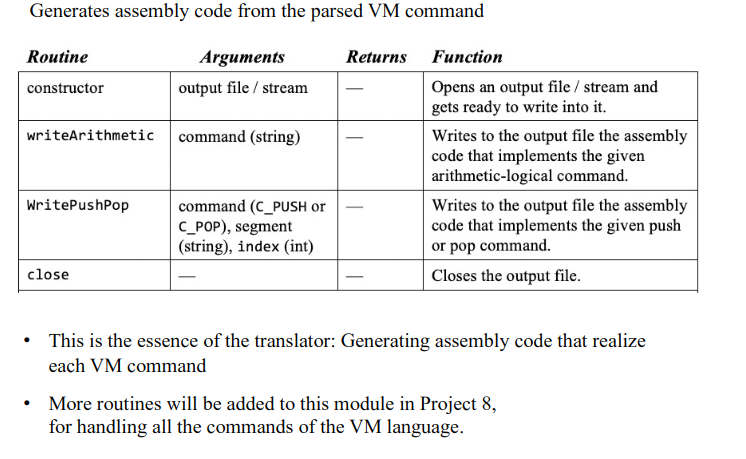 Generates assembly code from the parsed VM command
Routine Arguments Returns Function
constructor output file / stream — Opens an output file / stream and
gets ready to write into it.
writeArithmetic command (string) — Writes to the output file the assembly
code that implements the given
arithmetic-logical command.
WritePushPop command (C_PUSH or — Writes to the output file the assembly
C_POP), segment code that implements the given push
(string), index (int) or pop command.
close — — Closes the output file.
• This is the essence of the translator: Generating assembly code that realize
each VM command
• More routines will be added to this module in Project 8,
for handling all the commands of the VM language.